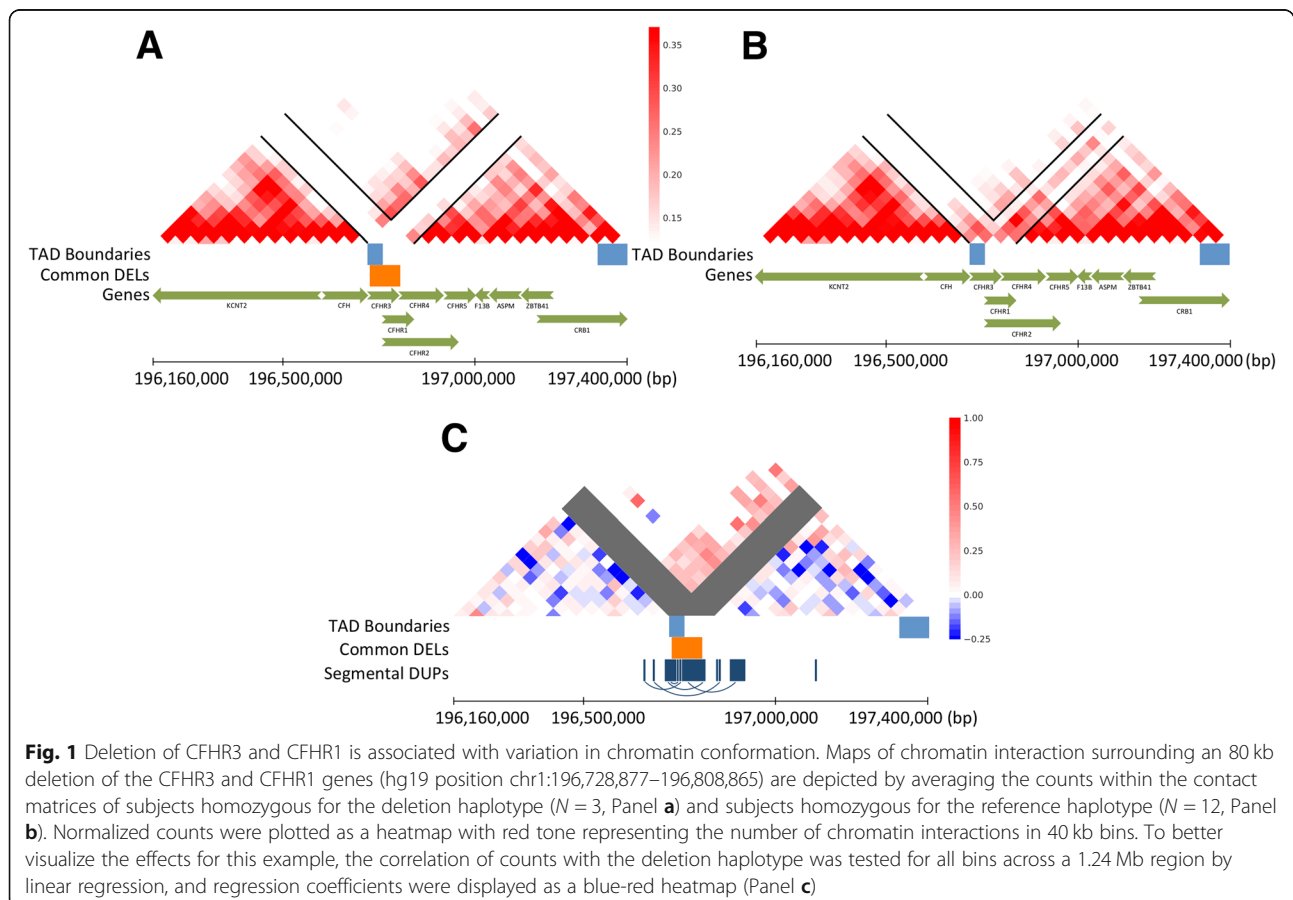 A
B
0.35
0.30
0.25
0.20
0.15
TAD Boundaries
Common DELs
Genes
KCNT2
CFH
CFHR3
CFHR4
CFHR5
F13B
ASPM
ZBTB41
CFHR1
CRB1
CFHR2
196,160,000
196,500,000
197,000,000
197,400,000 (bp)
TAD Boundaries
Genes
KCNT2
CFH
CFHR3
CFHR4
CFHR5
F13B
ASPM
ZBTB41
CFHR1
CRB1
CFHR2
196,160,000
196,500,000
197,000,000
197,400,000 (bp)
C
1.00
0.75
0.50
0.25
0.00
−0.25
TAD Boundaries
Common DELs
Segmental DUPs
196,160,000
196,500,000
197,000,000
197,400,000 (bp)
Fig. 1 Deletion of CFHR3 and CFHR1 is associated with variation in chromatin conformation. Maps of chromatin interaction surrounding an 80 kb
deletion of the CFHR3 and CFHR1 genes (hg19 position chr1:196,728,877–196,808,865) are depicted by averaging the counts within the contact
matrices of subjects homozygous for the deletion haplotype (N = 3, Panel a) and subjects homozygous for the reference haplotype (N = 12, Panel
b). Normalized counts were plotted as a heatmap with red tone representing the number of chromatin interactions in 40 kb bins. To better
visualize the effects for this example, the correlation of counts with the deletion haplotype was tested for all bins across a 1.24 Mb region by
linear regression, and regression coefficients were displayed as a blue-red heatmap (Panel c)